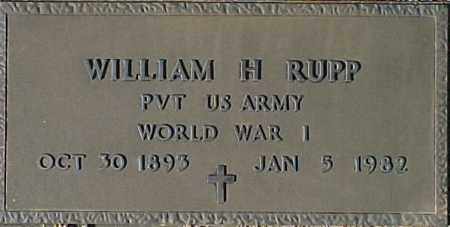 WILLIAM H RUPP
PVT US ARMY
WORLD WAR I
OCT 30 1893 JAN 5 1982